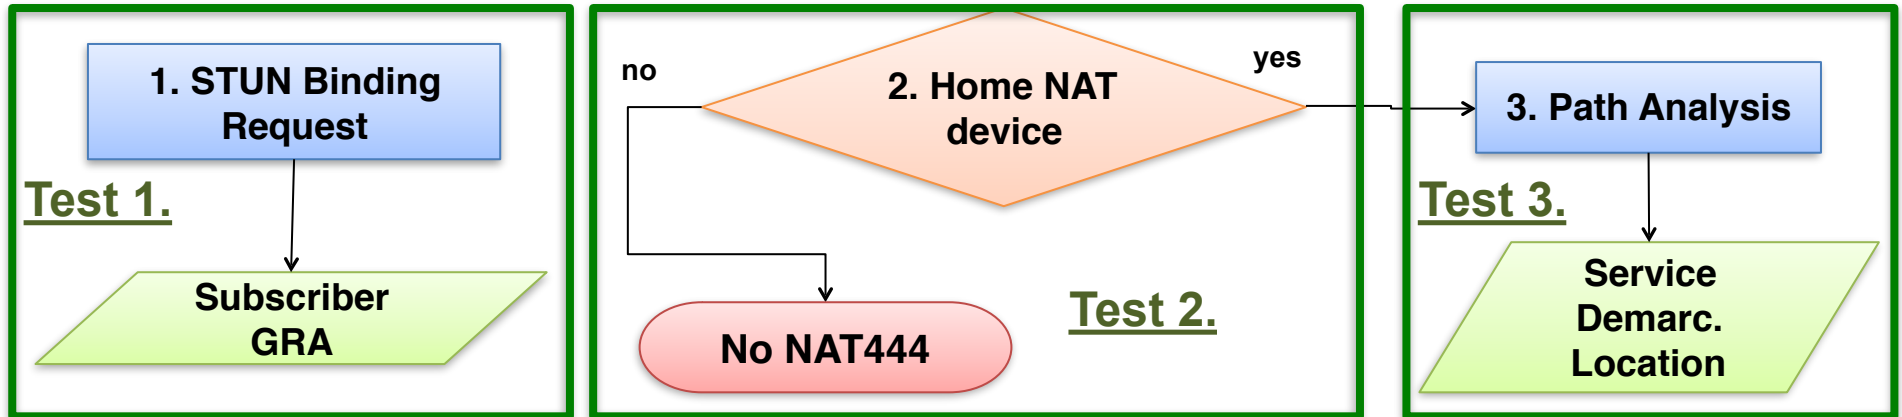 1. STUN Binding
Request
Test 1.
Subscriber
GRA
no
2. Home NAT
device
yes
No NAT444
Test 2.
3. Path Analysis
Test 3.
Service
Demarc.
Location